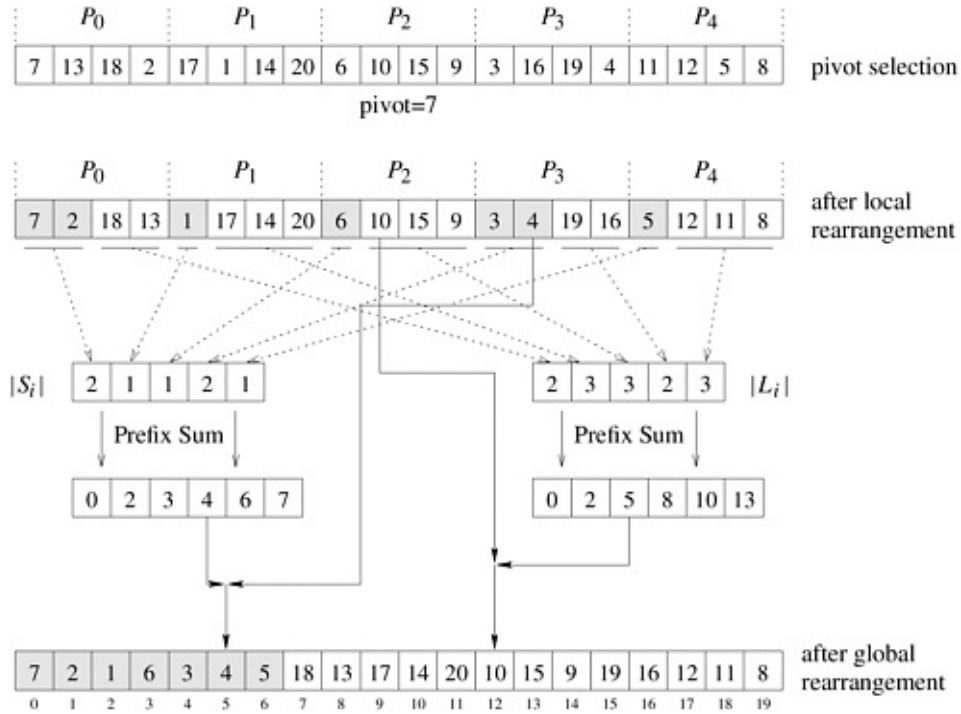 P0 P1 P2 P3 P4
7 13 18 2 17 1 14 20 6 10 15 9 3 16 19 4 11 12 5 8 pivot selection
pivot=7
P0 P1 P2 P3 P4
7 2 18 13 1 17 14 20 6 10 15 9 3 4 19 16 5 12 11 8 after local
rearrangement
|Si| 2 1 1 2 1 2 3 3 2 3 |Li|
Prefix Sum Prefix Sum
0 2 3 4 6 7 0 2 5 8 10 13
7 2 1 6 3 4 5 18 13 17 14 20 10 15 9 19 16 12 11 8 after global
rearrangement
0 1 2 3 4 5 6 7 8 9 10 11 12 13 14 15 16 17 18 19